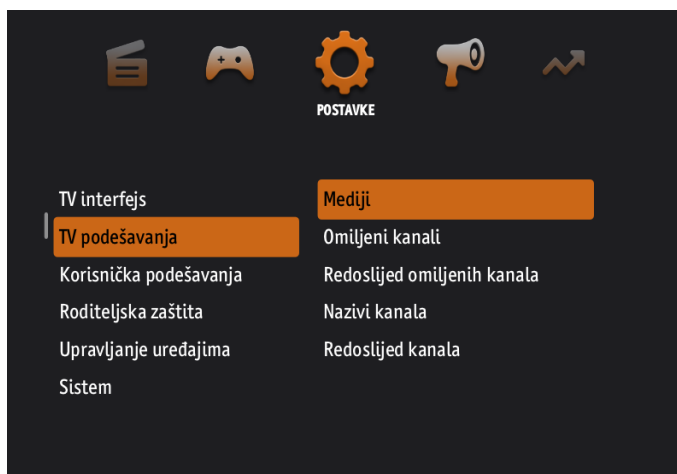 POSTAVKE
TV interfejs
TV podešavanja
Korisnička podešavanja
Roditeljska zaštita
Upravljanje uređajima
Sistem
Mediji
Omiljeni kanali
Redoslijed omiljenih kanala
Nazivi kanala
Redoslijed kanala